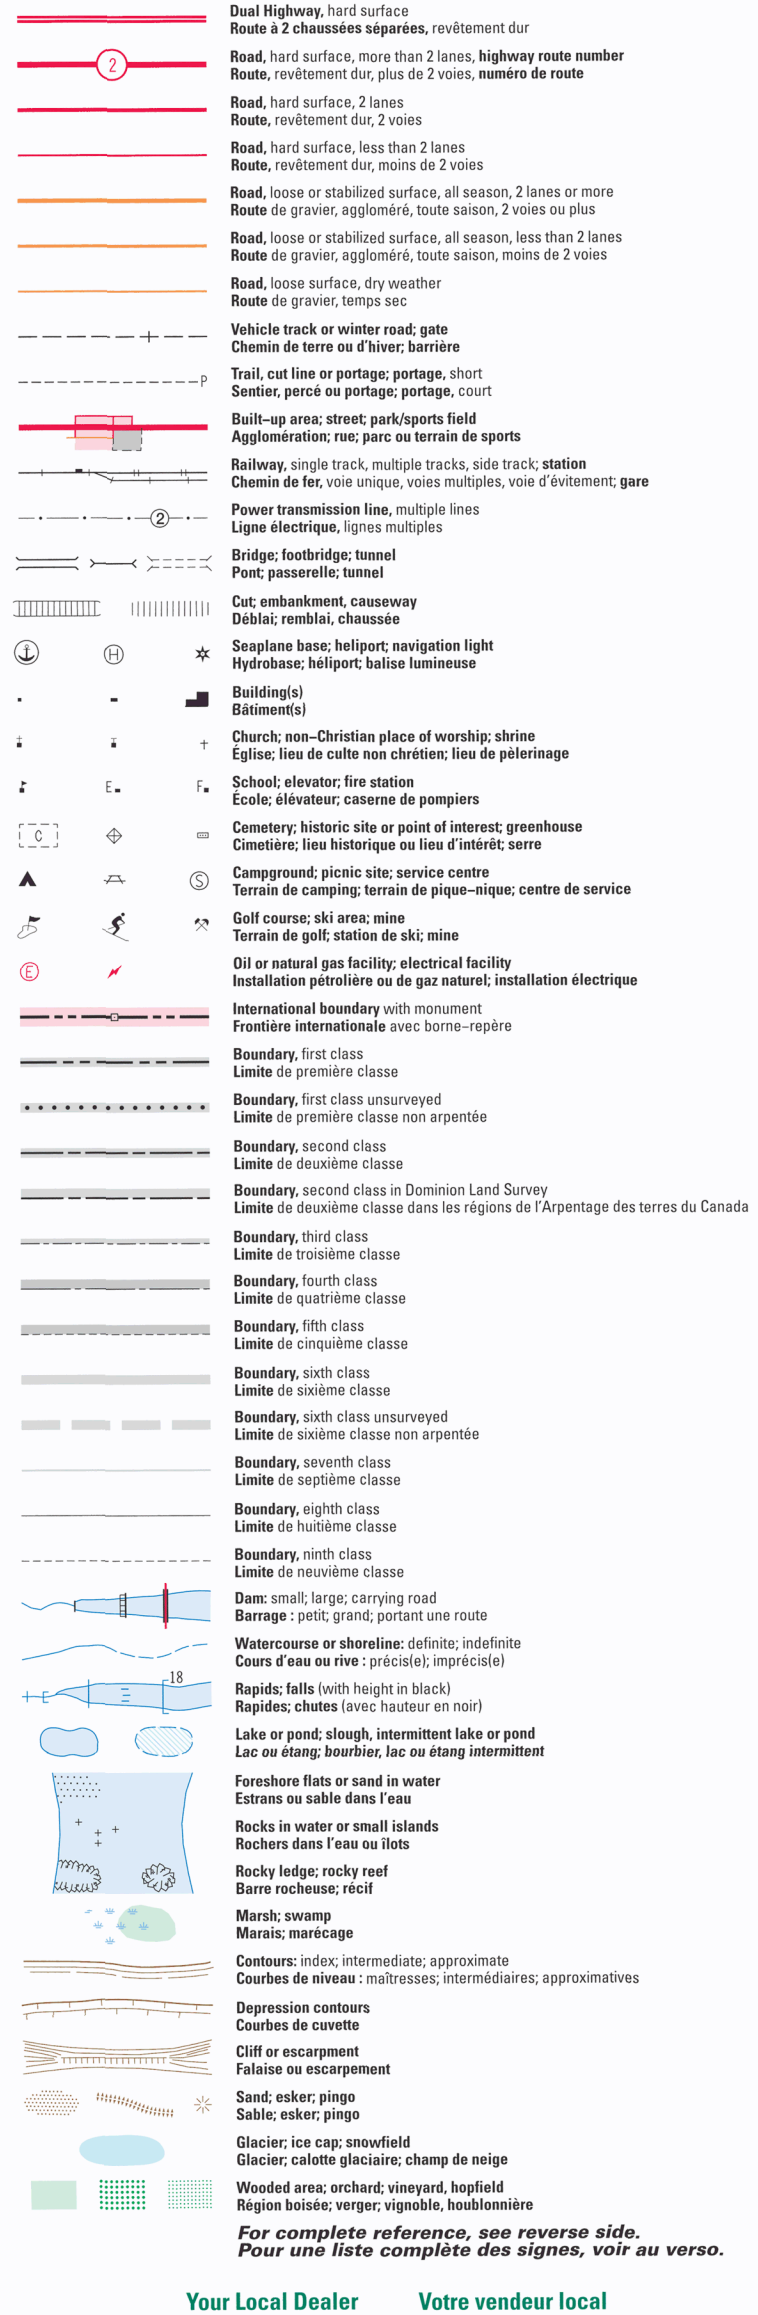 Dual Highway, hard surface
Route à 2 chaussées séparées, revêtement dur
2
Road, hard surface, more than 2 lanes, highway route number
Route, revêtement dur, plus de 2 voies, numéro de route
Road, hard surface, 2 lanes
Route, revêtement dur, 2 voies
Road, hard surface, less than 2 lanes
Route, revêtement dur, moins de 2 voies
Road, loose or stabilized surface, all season, 2 lanes or more
Route de gravier, aggloméré, toute saison, 2 voies ou plus
Road, loose or stabilized surface, all season, less than 2 lanes
Route de gravier, aggloméré, toute saison, moins de 2 voies
Road, loose surface, dry weather
Route de gravier, temps sec
Vehicle track or winter road; gate
Chemin de terre ou d'hiver; barrière
P
Trail, cut line or portage; portage, short
Sentier, percé ou portage; portage, court
Built-up area; street; park/sports field
Agglomération; rue; parc ou terrain de sports
Railway, single track, multiple tracks, side track; station
Chemin de fer, voie unique, voies multiples, voie d'évitement; gare
2
Power transmission line, multiple lines
Ligne électrique, lignes multiples
Bridge; footbridge; tunnel
Pont; passerelle; tunnel
Cut; embankment, causeway
Déblai; remblai, chaussée
H
Seaplane base; heliport; navigation light
Hydrobase; héliport; balise lumineuse
Building(s)
Bâtiment(s)
Church; non-Christian place of worship; shrine
Église; lieu de culte non chrétien; lieu de pèlerinage
E F
School; elevator; fire station
École; élévateur; caserne de pompiers
C
Cemetery; historic site or point of interest; greenhouse
Cimetière; lieu historique ou lieu d'intérêt; serre
S
Campground; picnic site; service centre
Terrain de camping; terrain de pique-nique; centre de service
Golf course; ski area; mine
Terrain de golf; station de ski; mine
E
Oil or natural gas facility; electrical facility
Installation pétrolière ou de gaz naturel; installation électrique
International boundary with monument
Frontière internationale avec borne-repère
Boundary, first class
Limite de première classe
Boundary, first class unsurveyed
Limite de première classe non arpentée
Boundary, second class
Limite de deuxième classe
Boundary, second class in Dominion Land Survey
Limite de deuxième classe dans les régions de l'Arpentage des terres du Canada
Boundary, third class
Limite de troisième classe
Boundary, fourth class
Limite de quatrième classe
Boundary, fifth class
Limite de cinquième classe
Boundary, sixth class
Limite de sixième classe
Boundary, sixth class unsurveyed
Limite de sixième classe non arpentée
Boundary, seventh class
Limite de septième classe
Boundary, eighth class
Limite de huitième classe
Boundary, ninth class
Limite de neuvième classe
Dam: small; large; carrying road
Barrage : petit; grand; portant une route
Watercourse or shoreline: definite; indefinite
Cours d'eau ou rive : précis(e); imprécis(e)
18
Rapids; falls (with height in black)
Rapides; chutes (avec hauteur en noir)
Lake or pond; slough, intermittent lake or pond
Lac ou étang; bourbier, lac ou étang intermittent
Foreshore flats or sand in water
Estrans ou sable dans l'eau
Rocks in water or small islands
Rochers dans l'eau ou îlots
Rocky ledge; rocky reef
Barre rocheuse; récif
Marsh; swamp
Marais; marécage
Contours: index; intermediate; approximate
Courbes de niveau : maîtresses; intermédiaires; approximatives
Depression contours
Courbes de cuvette
Cliff or escarpment
Falaise ou escarpement
Sand; esker; pingo
Sable; esker; pingo
Glacier; ice cap; snowfield
Glacier; calotte glaciaire; champ de neige
Wooded area; orchard; vineyard, hopfield
Région boisée; verger; vignoble, houblonnière
For complete reference, see reverse side.
Pour une liste complète des signes, voir au verso.
Your Local Dealer Votre vendeur local